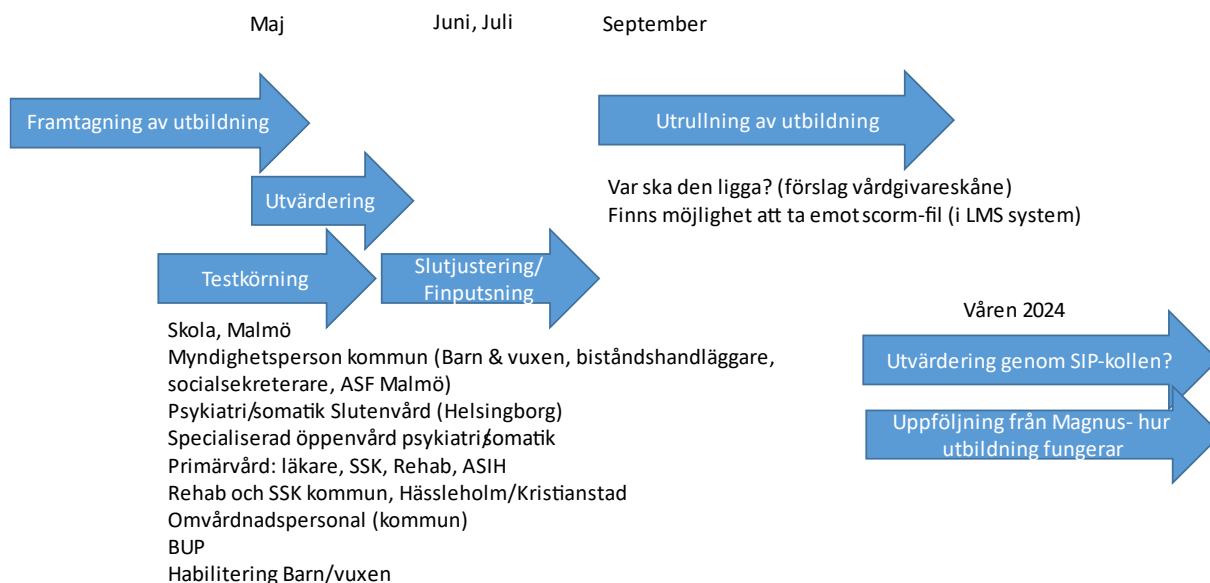 Maj
Juni, Juli
September
Framtagning av utbildning
Utrullning av utbildning
Utvärdering
Var ska den ligga? (förslag vårdgivareskåne)
Finns möjlighet att ta emot scorm-fil (i LMS system)
Testkörning
Slutjustering/
Finputsning
Skola, Malmö
Myndighetsperson kommun (Barn & vuxen, biståndshandläggare,
socialsekreterare, ASF Malmö)
Psykiatri/somatik Slutenvård (Helsingborg)
Specialiserad öppenvård psykiatri/somatik
Primärvård: läkare, SSK, Rehab, ASIH
Rehab och SSK kommun, Hässleholm/Kristianstad
Omvårdnadspersonal (kommun)
BUP
Habilitering Barn/vuxen
Våren 2024
Utvärdering genom SIP-kollen?
Uppföljning från Magnus- hur
utbildning fungerar